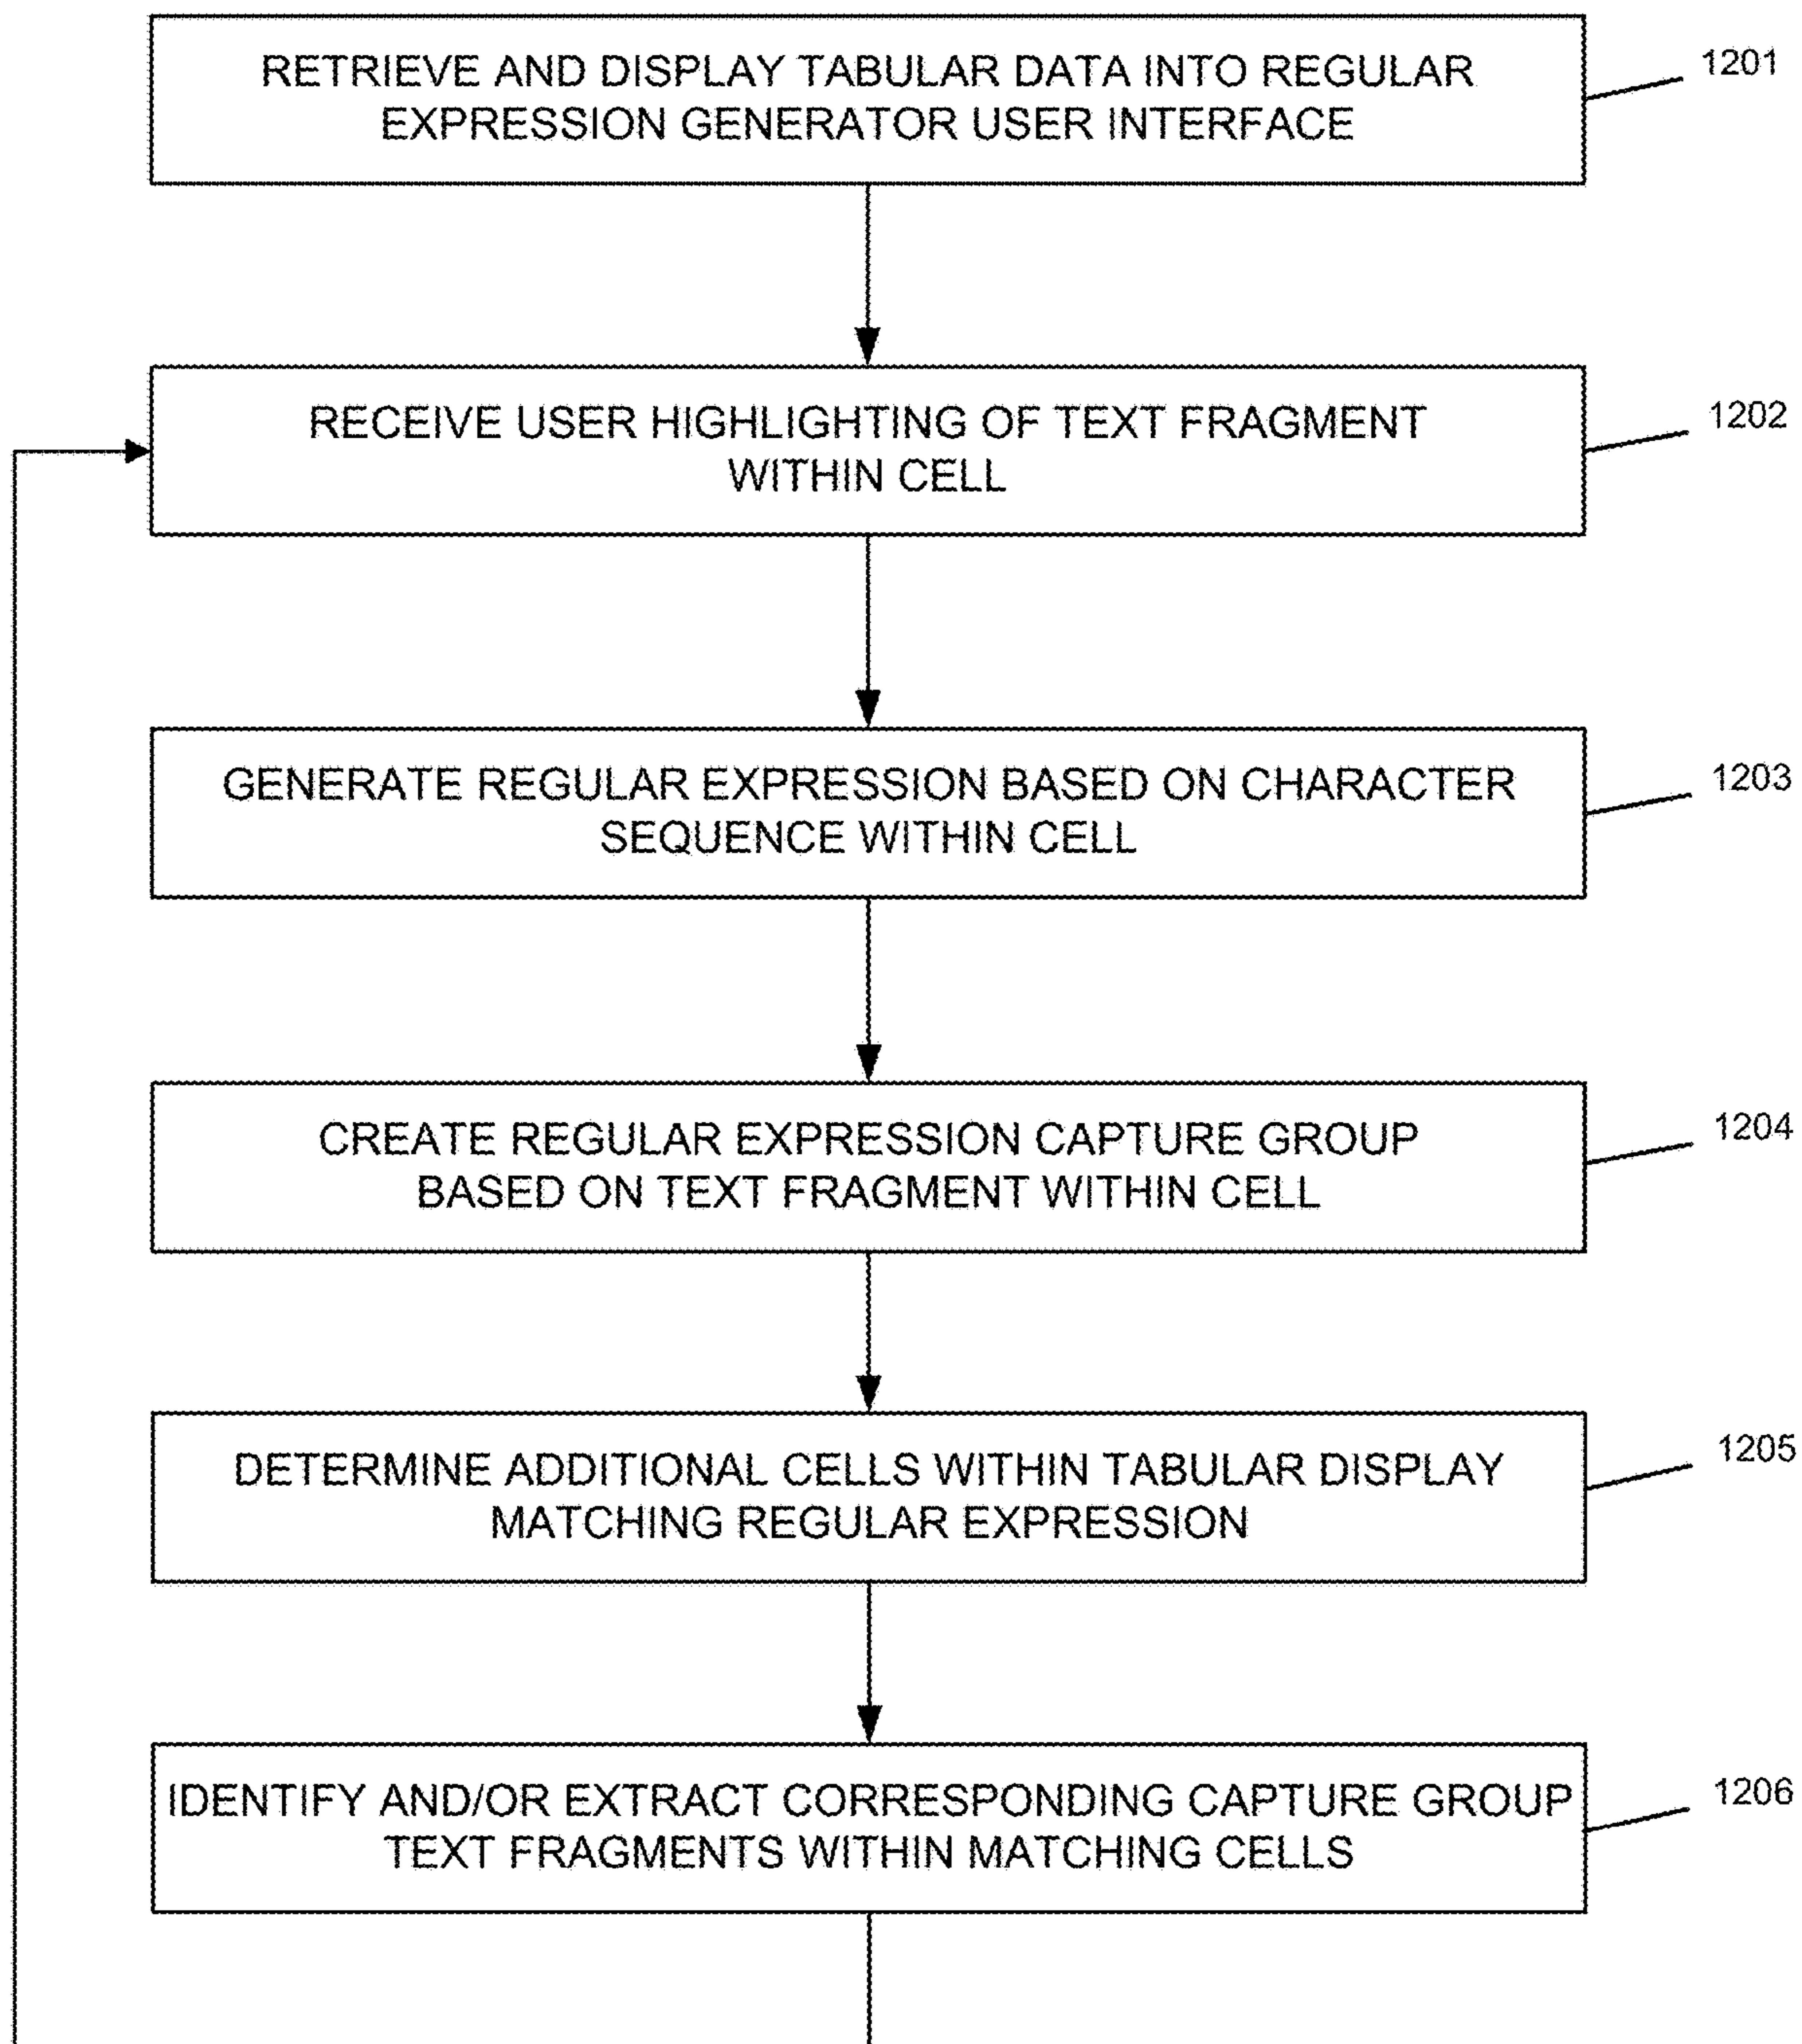 RETRIEVE AND DISPLAY TABULAR DATA INTO REGULAR
EXPRESSION GENERATOR USER INTERFACE
1201
RECEIVE USER HIGHLIGHTING OF TEXT FRAGMENT
WITHIN CELL
1202
GENERATE REGULAR EXPRESSION BASED ON CHARACTER
SEQUENCE WITHIN CELL
1203
CREATE REGULAR EXPRESSION CAPTURE GROUP
BASED ON TEXT FRAGMENT WITHIN CELL
1204
DETERMINE ADDITIONAL CELLS WITHIN TABULAR DISPLAY
MATCHING REGULAR EXPRESSION
1205
IDENTIFY AND/OR EXTRACT CORRESPONDING CAPTURE GROUP
TEXT FRAGMENTS WITHIN MATCHING CELLS
1206